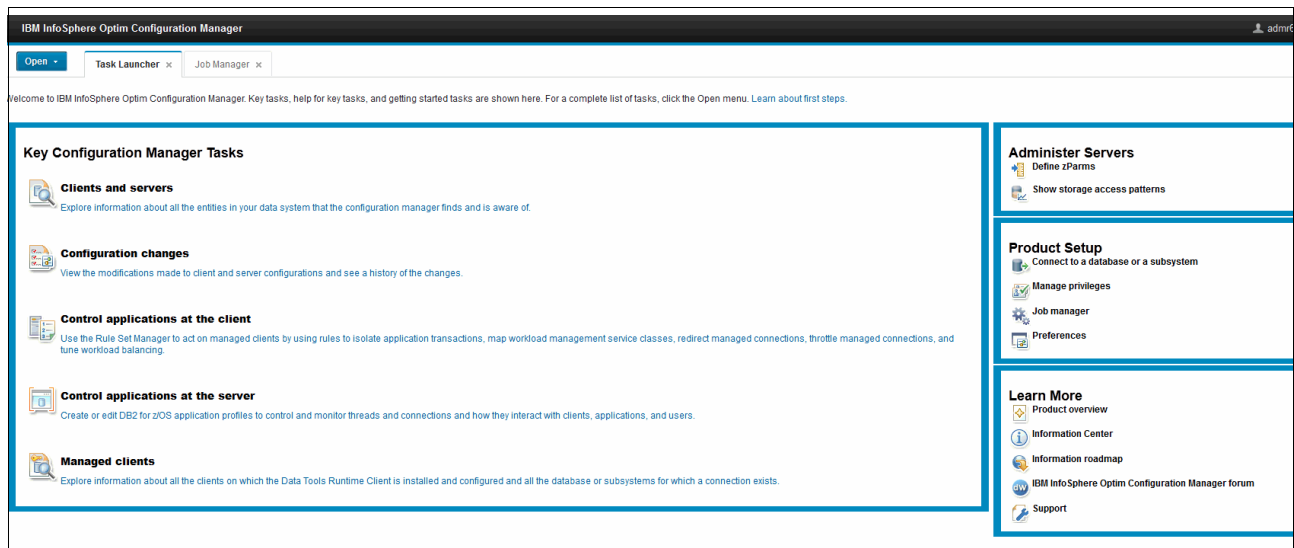 IBM InfoSphere Optim Configuration Manager
admr6
Open
Task Launcher ×
Job Manager ×
Welcome to IBM InfoSphere Optim Configuration Manager. Key tasks, help for key tasks, and getting started tasks are shown here. For a complete list of tasks, click the Open menu. Learn about first steps.
Key Configuration Manager Tasks
Clients and servers
Explore information about all the entities in your data system that the configuration manager finds and is aware of.
Configuration changes
View the modifications made to client and server configurations and see a history of the changes.
Control applications at the client
Use the Rule Set Manager to act on managed clients by using rules to isolate application transactions, map workload management service classes, redirect managed connections, throttle managed connections, and
tune workload balancing.
Control applications at the server
Create or edit DB2 for z/OS application profiles to control and monitor threads and connections and how they interact with clients, applications, and users.
Managed clients
Explore information about all the clients on which the Data Tools Runtime Client is installed and configured and all the database or subsystems for which a connection exists.
Administer Servers
Define zParms
Show storage access patterns
Product Setup
Connect to a database or a subsystem
Manage privileges
Job manager
Preferences
Learn More
Product overview
Information Center
Information roadmap
dW
IBM InfoSphere Optim Configuration Manager forum
Support